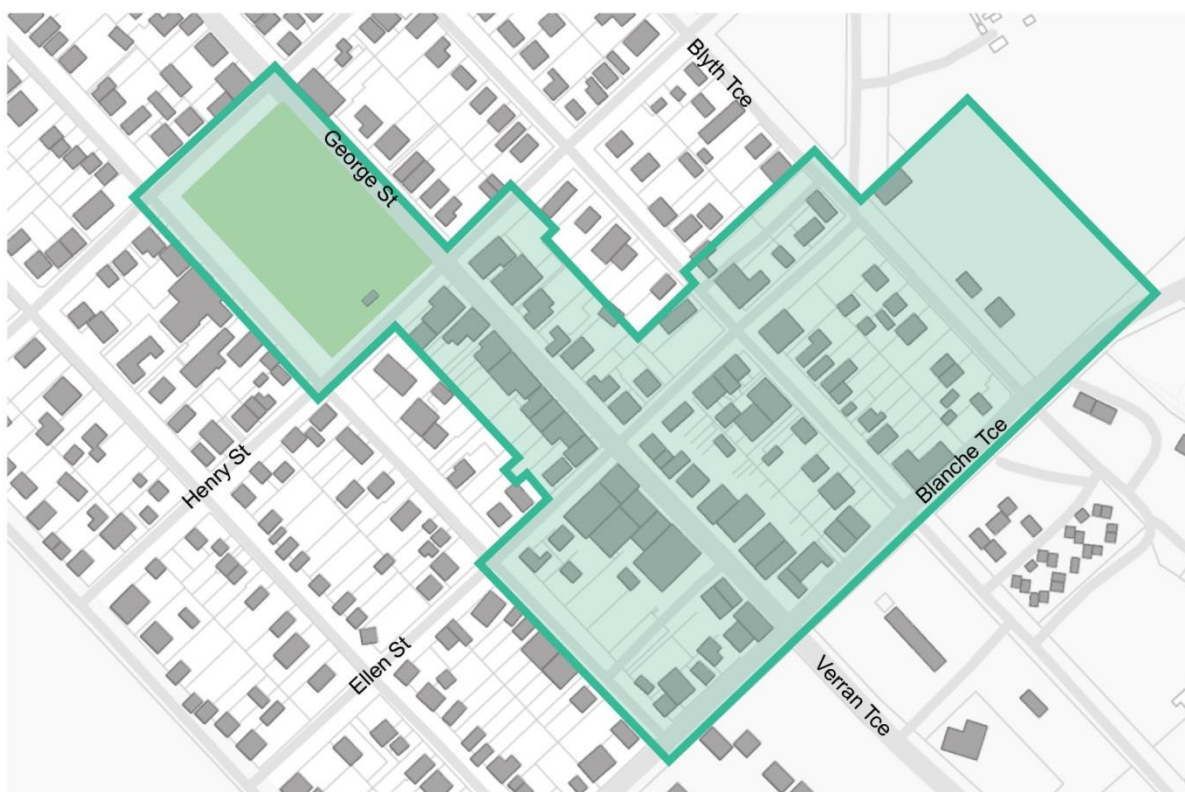 Blyth Tce
George St
Henry St
Blanche Tce
Ellen St
Verran Tce